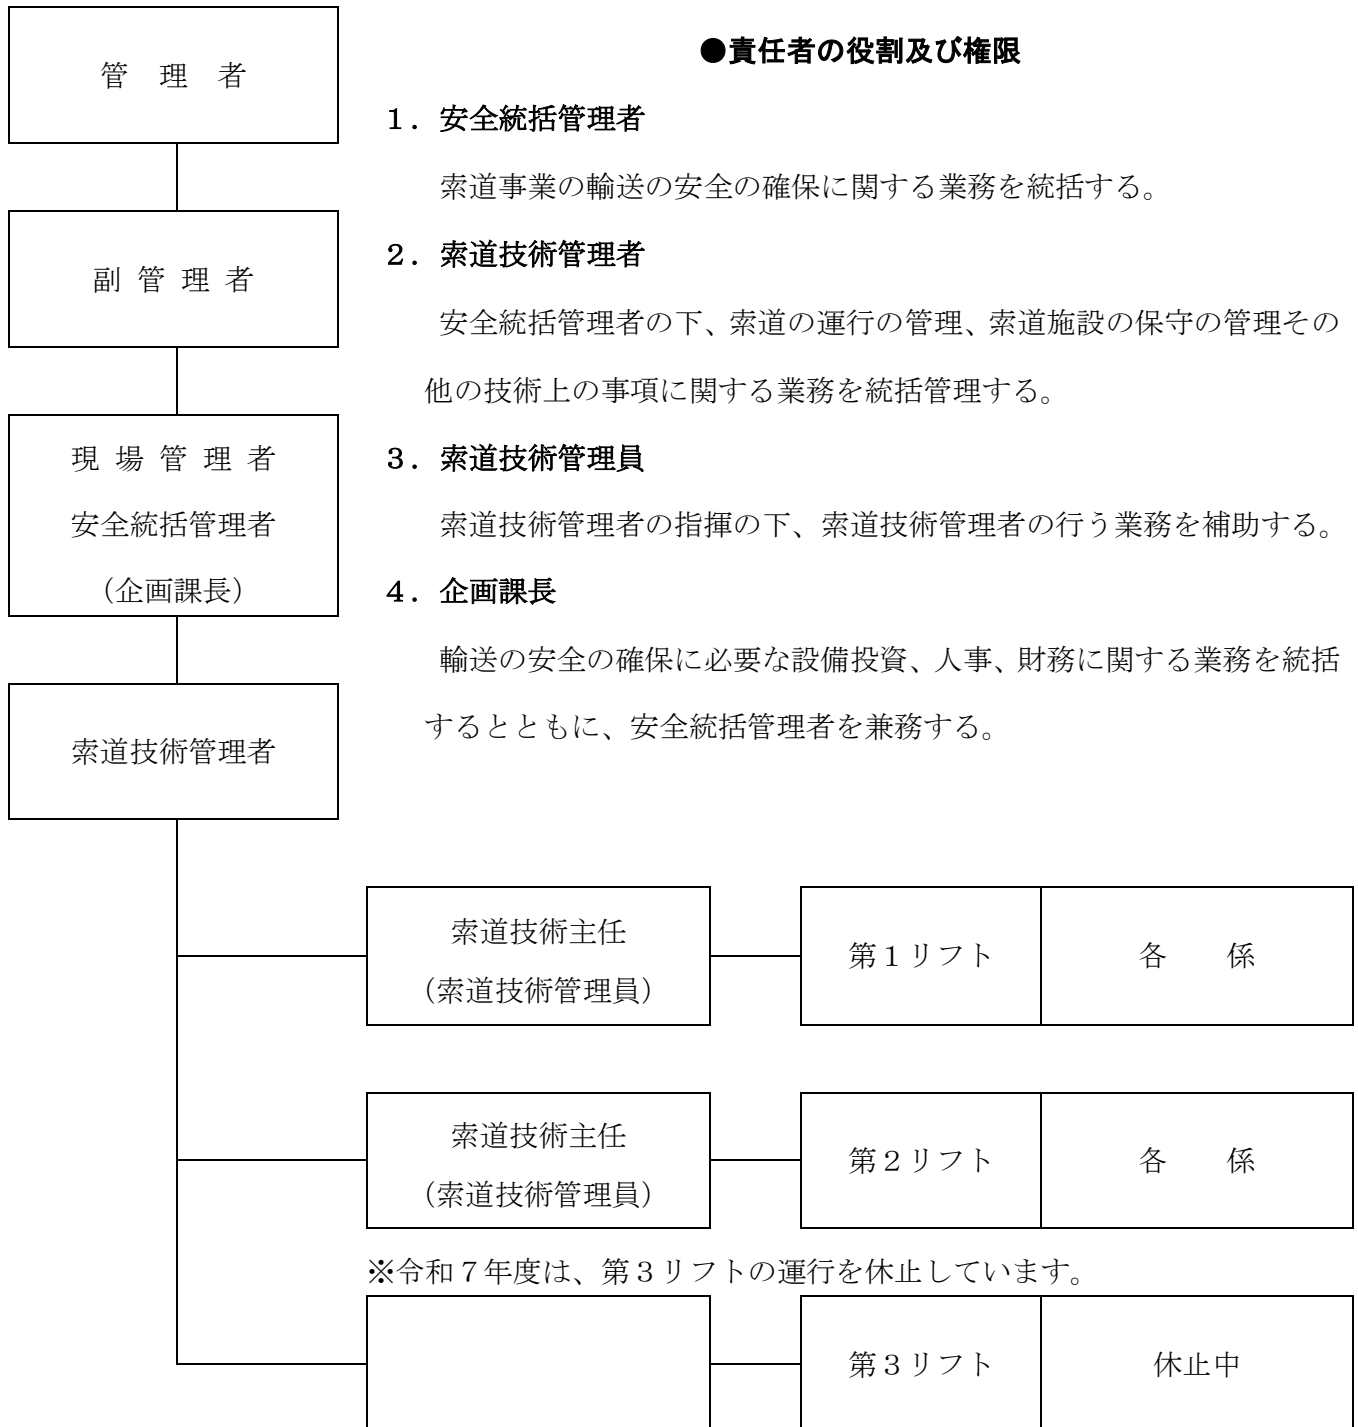 管　理　者
副 管 理 者
現 場 管 理 者
安全統括管理者
（企画課長）
索道技術管理者
●責任者の役割及び権限
１．安全統括管理者
索道事業の輸送の安全の確保に関する業務を統括する。
２．索道技術管理者
安全統括管理者の下、索道の運行の管理、索道施設の保守の管理その
他の技術上の事項に関する業務を統括管理する。
３．索道技術管理員
索道技術管理者の指揮の下、索道技術管理者の行う業務を補助する。
４．企画課長
輸送の安全の確保に必要な設備投資、人事、財務に関する業務を統括
するとともに、安全統括管理者を兼務する。
索道技術主任
（索道技術管理員）
第１リフト
各　　係
索道技術主任
（索道技術管理員）
第２リフト
各　　係
※令和７年度は、第３リフトの運行を休止しています。
第３リフト
休止中